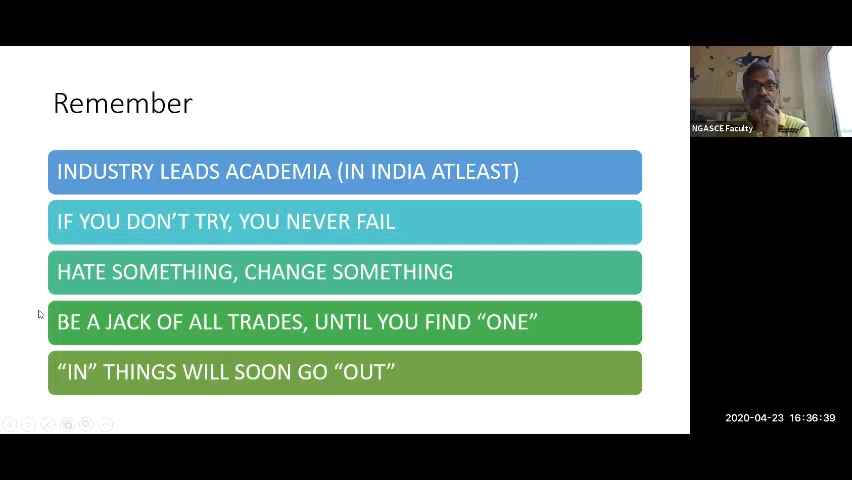 Remember
INDUSTRY LEADS ACADEMIA (IN INDIA ATLEAST)
IF YOU DON’T TRY, YOU NEVER FAIL
HATE SOMETHING, CHANGE SOMETHING
BE A JACK OF ALL TRADES, UNTIL YOU FIND “ONE”
“IN” THINGS WILL SOON GO “OUT”
NGASCE Faculty
2020-04-23 16:36:39